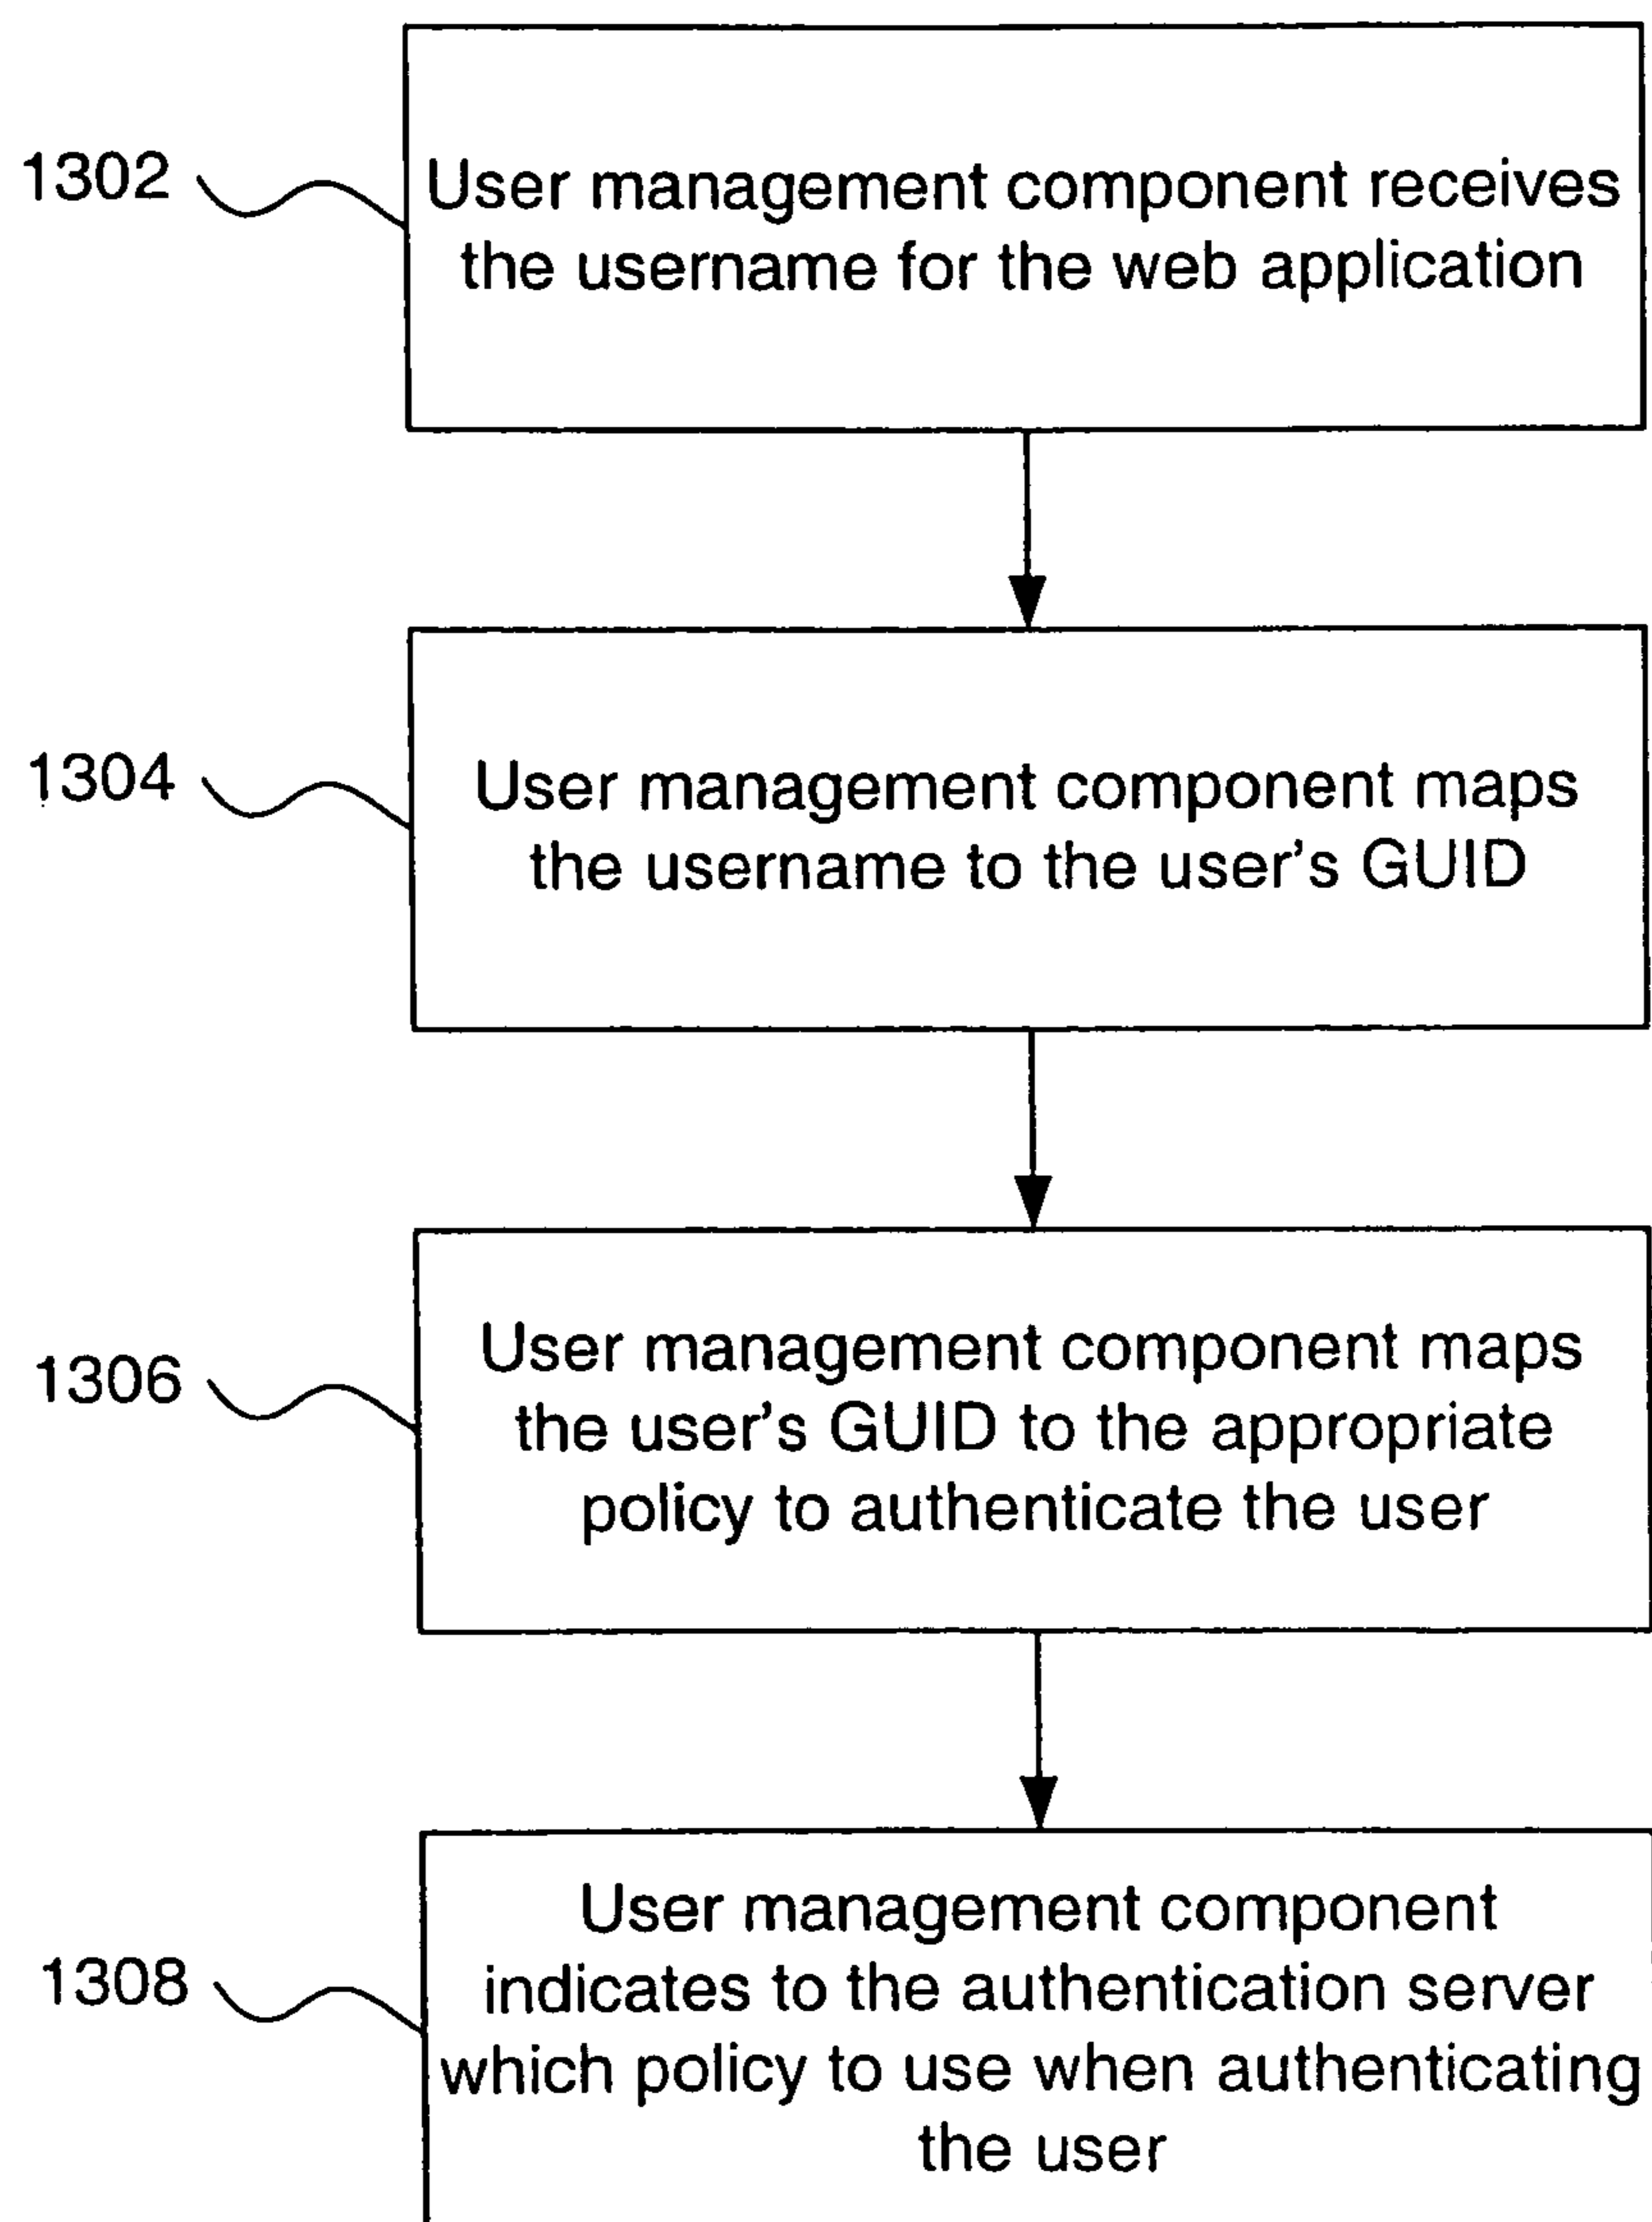 1302
User management component receives
the username for the web application
1304
User management component maps
the username to the user's GUID
1306
User management component maps
the user's GUID to the appropriate
policy to authenticate the user
1308
User management component
indicates to the authentication server
which policy to use when authenticating
the user